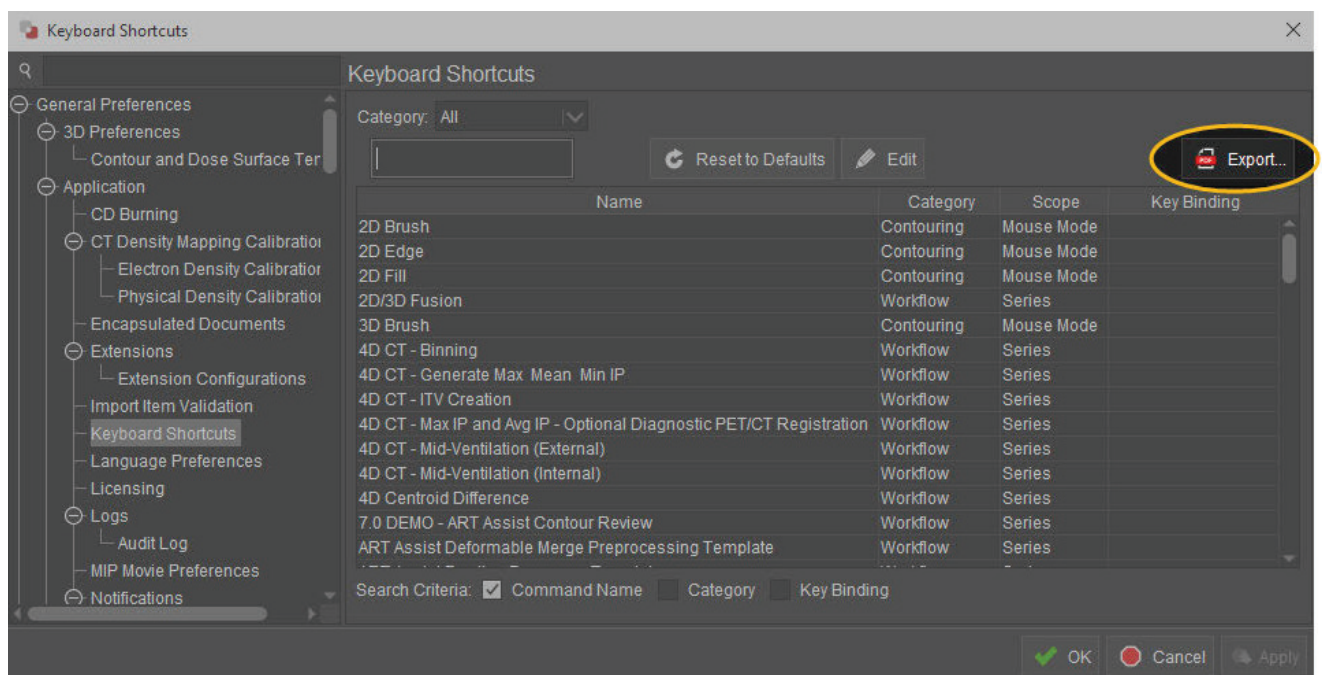 Keyboard Shortcuts
Keyboard Shortcuts
General Preferences
3D Preferences
Contour and Dose Surface Ter
Application
CD Burning
CT Density Mapping Calibration
Electron Density Calibration
Physical Density Calibration
Encapsulated Documents
Extensions
Extension Configurations
Import Item Validation
Keyboard Shortcuts
Language Preferences
Licensing
Logs
Audit Log
MIP Movie Preferences
Notifications
Category: All
Reset to Defaults Edit PDF Export...
Name Category Scope Key Binding
2D Brush Contouring Mouse Mode
2D Edge Contouring Mouse Mode
2D Fill Contouring Mouse Mode
2D/3D Fusion Workflow Series
3D Brush Contouring Mouse Mode
4D CT - Binning Workflow Series
4D CT - Generate Max Mean Min IP Workflow Series
4D CT - ITV Creation Workflow Series
4D CT - Max IP and Avg IP - Optional Diagnostic PET/CT Registration Workflow Series
4D CT - Mid-Ventilation (External) Workflow Series
4D CT - Mid-Ventilation (Internal) Workflow Series
4D Centroid Difference Workflow Series
7.0 DEMO - ART Assist Contour Review Workflow Series
ART Assist Deformable Merge Preprocessing Template Workflow Series
Search Criteria: Command Name Category Key Binding
OK Cancel Apply